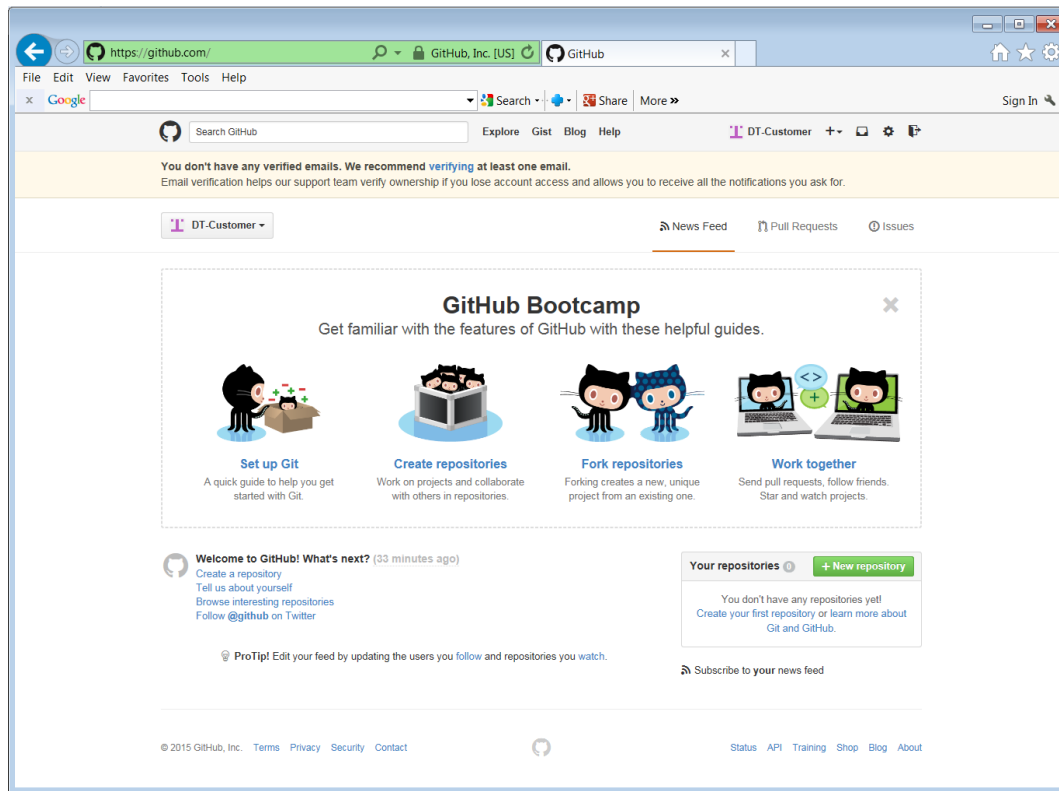 https://github.com/
GitHub, Inc. [US]
GitHub
File Edit View Favorites Tools Help
x Google
Search
Share
More »
Sign In
Search GitHub
Explore Gist Blog Help
DT-Customer
You don't have any verified emails. We recommend verifying at least one email.
Email verification helps our support team verify ownership if you lose account access and allows you to receive all the notifications you ask for.
DT-Customer
News Feed
Pull Requests
Issues
GitHub Bootcamp
Get familiar with the features of GitHub with these helpful guides.
Set up Git
A quick guide to help you get
started with Git.
Create repositories
Work on projects and collaborate
with others in repositories.
Fork repositories
Forking creates a new, unique
project from an existing one.
Work together
Send pull requests, follow friends.
Star and watch projects.
Welcome to GitHub! What's next? (33 minutes ago)
Create a repository
Tell us about yourself
Browse interesting repositories
Follow @github on Twitter
ProTip! Edit your feed by updating the users you follow and repositories you watch.
Your repositories 0
+ New repository
You don't have any repositories yet!
Create your first repository or learn more about
Git and GitHub.
Subscribe to your news feed
© 2015 GitHub, Inc. Terms Privacy Security Contact
Status API Training Shop Blog About